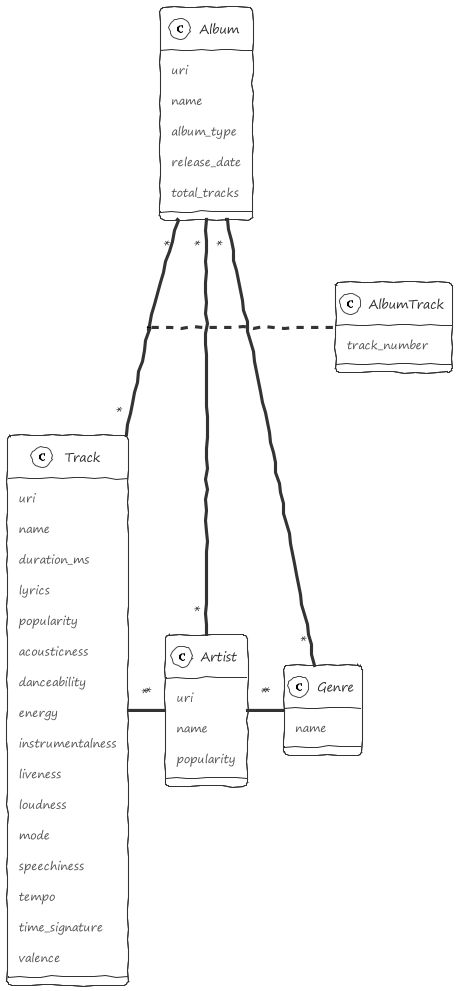 C Album
uri
name
album_type
release_date
total_tracks
* * *
C AlbumTrack
track_number
*
C Track
uri
name
duration_ms
lyrics
popularity
acousticness
danceability
energy
instrumentalness
liveness
loudness
mode
speechiness
tempo
time_signature
valence
*
C Artist
uri
name
popularity
*
C Genre
name
**
**